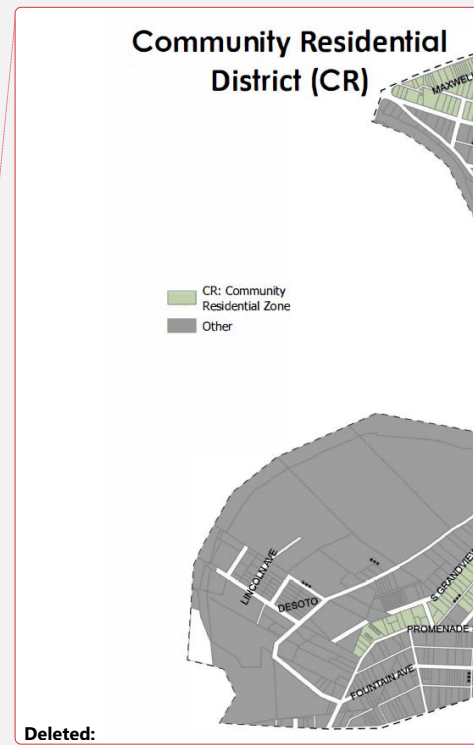 Community Residential
District (CR)
MAXWELL
CR: Community
Residential Zone
Other
LINCOLN AVE
DESOTO
S GRANDVIEW
PROMENADE
FOUNTAIN AVE
Deleted: